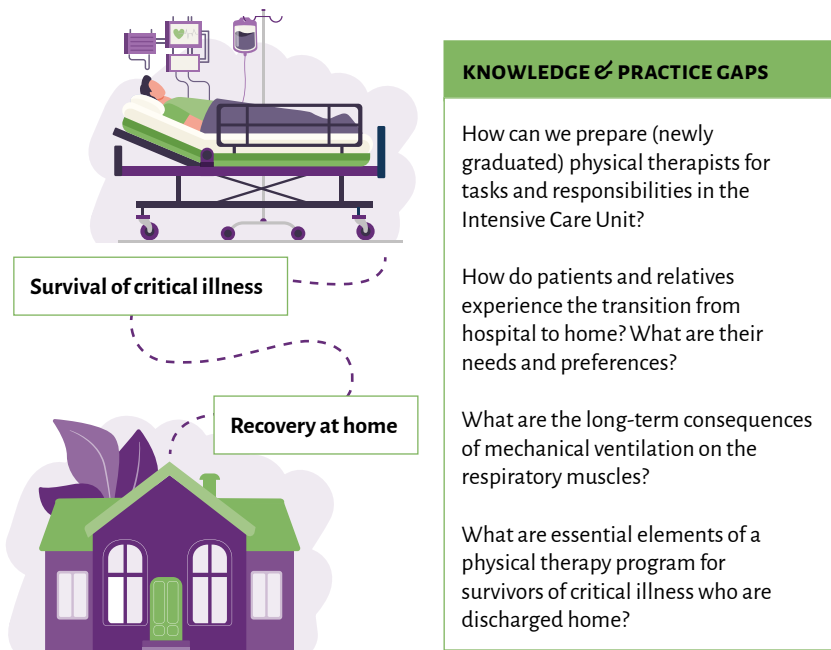 Survival of critical illness
Recovery at home
KNOWLEDGE & PRACTICE GAPS
How can we prepare (newly
graduated) physical therapists for
tasks and responsibilities in the
Intensive Care Unit?
How do patients and relatives
experience the transition from
hospital to home? What are their
needs and preferences?
What are the long-term consequences
of mechanical ventilation on the
respiratory muscles?
What are essential elements of a
physical therapy program for
survivors of critical illness who are
discharged home?